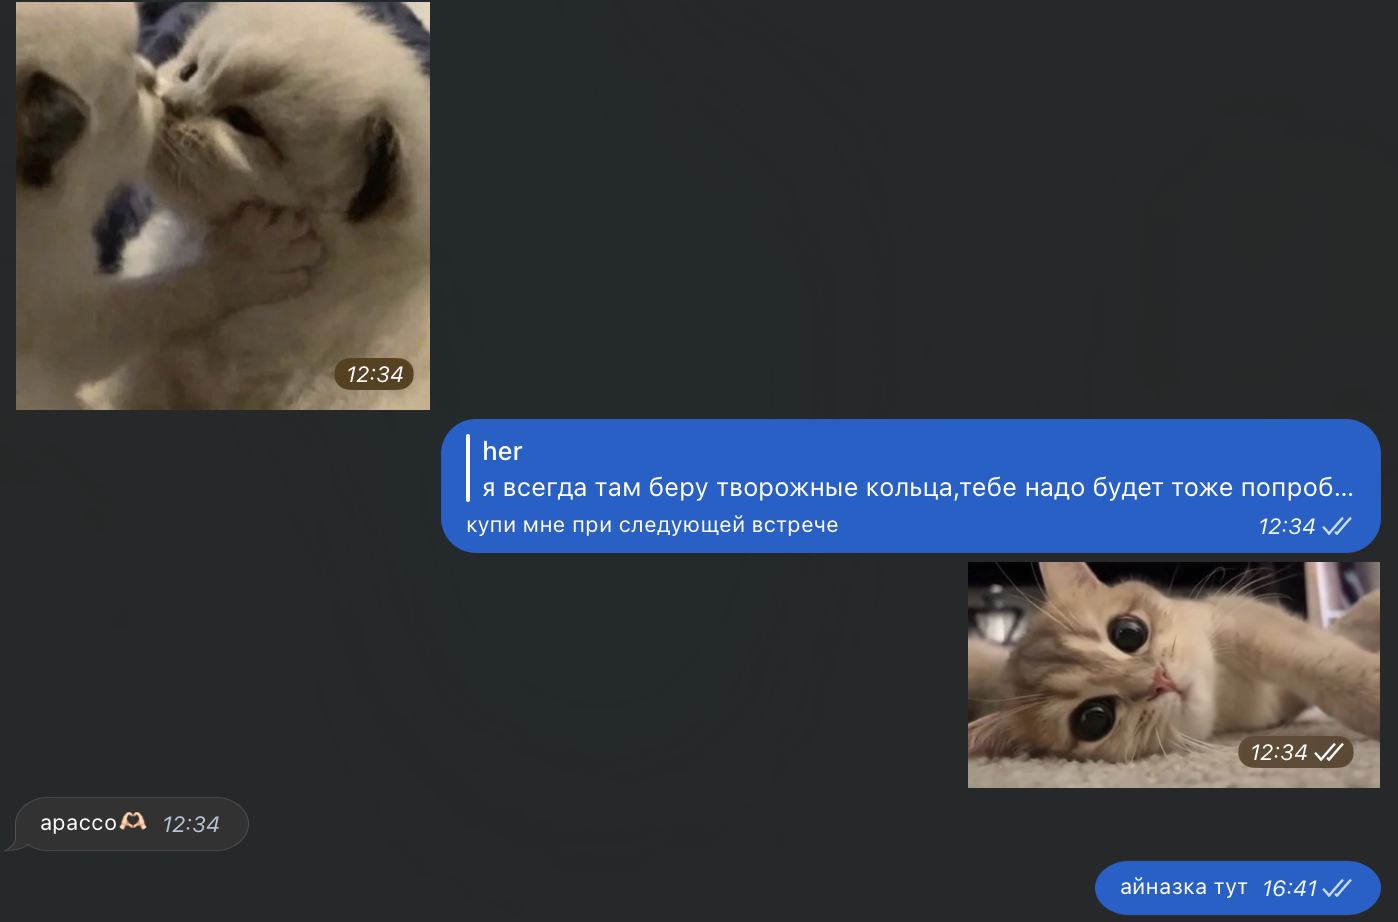 12:34
her
я всегда там беру творожные кольца,тебе надо будет тоже попроб...
купи мне при следующей встрече 12:34
12:34
арассо🫶🏻 12:34
айназка тут 16:41